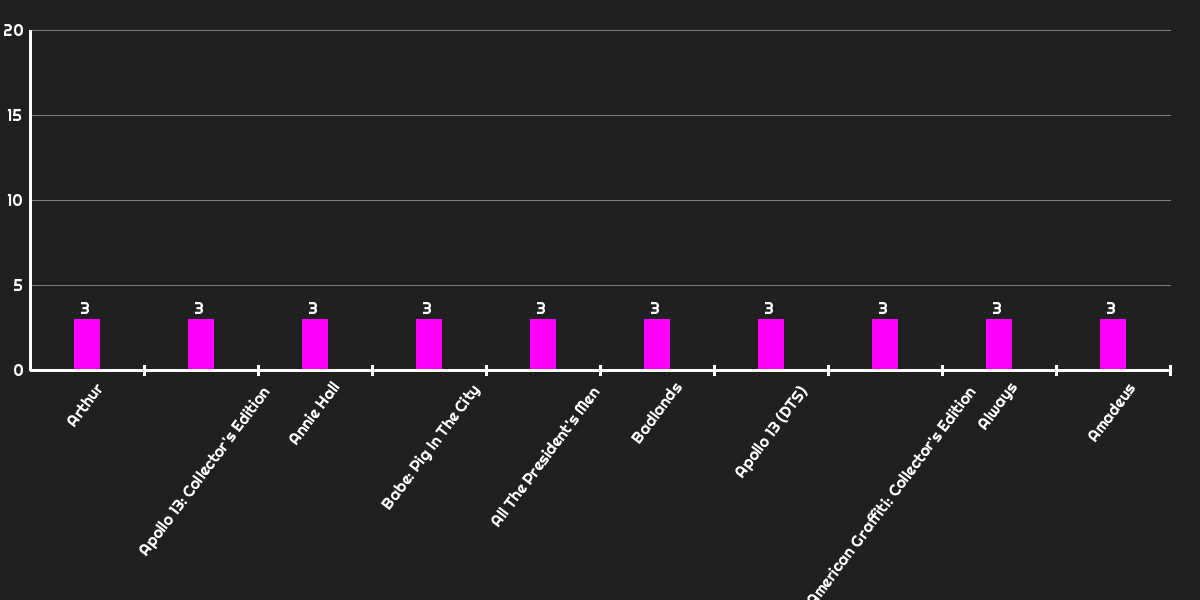 20
15
10
5
0
3 3 3 3 3 3 3 3 3 3
Arthur
Apollo 13: Collector's Edition
Annie Hall
Babe: Pig In The City
All The President's Men
Badlands
Apollo 13 (DTS)
American Graffiti: Collector's Edition
Always
Amadeus